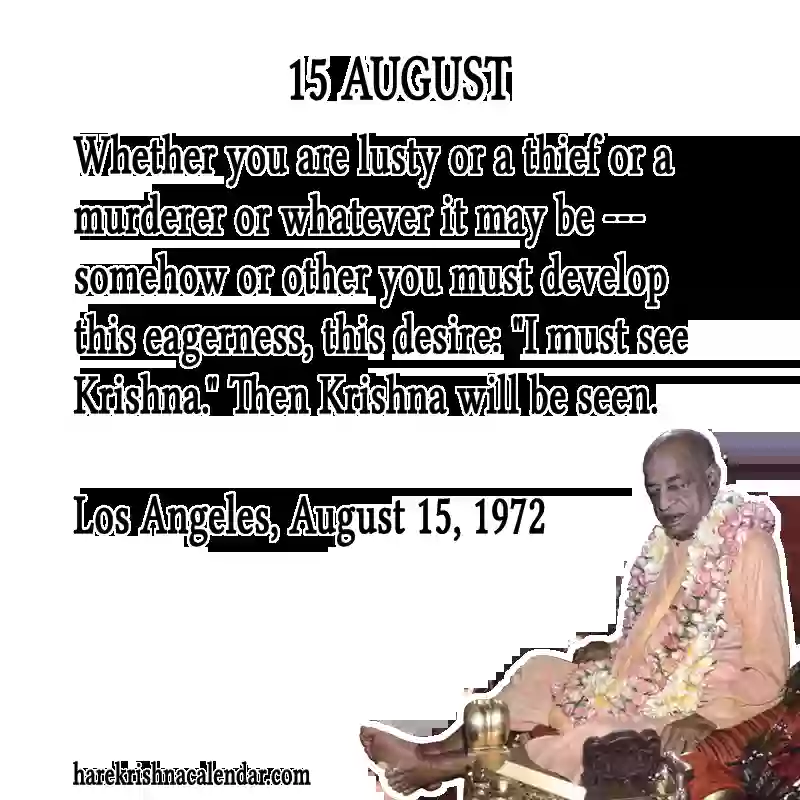 15 AUGUST
Whether you are lusty or a thief or a
murderer or whatever it may be ---
somehow or other you must develop
this eagerness, this desire: "I must see
Krishna." Then Krishna will be seen.
Los Angeles, August 15, 1972
harekrishnacalendar.com